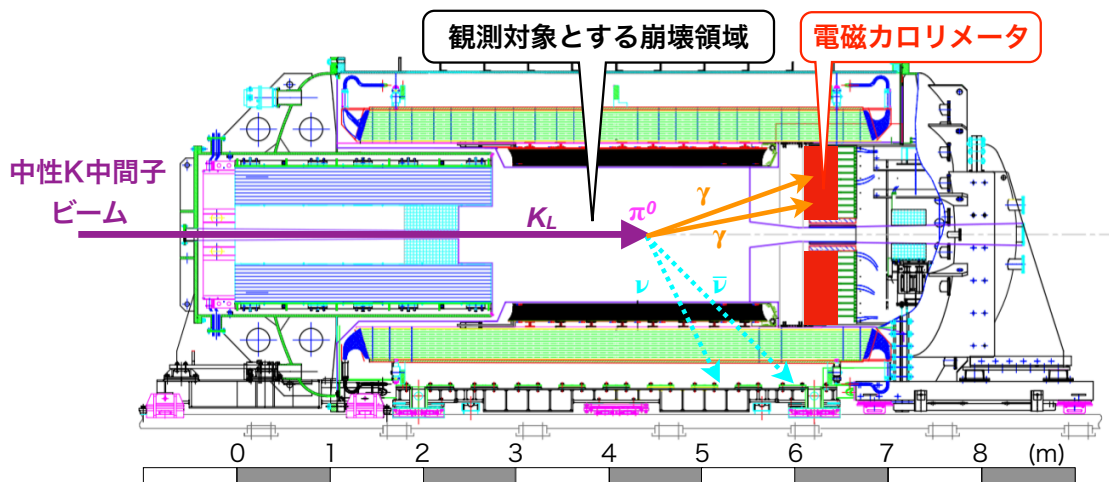 観測対象とする崩壊領域
電磁カロリメータ
中性K中間子
ビーム
K_L
π⁰
γ
γ
ν
ν̄
0 1 2 3 4 5 6 7 8 (m)